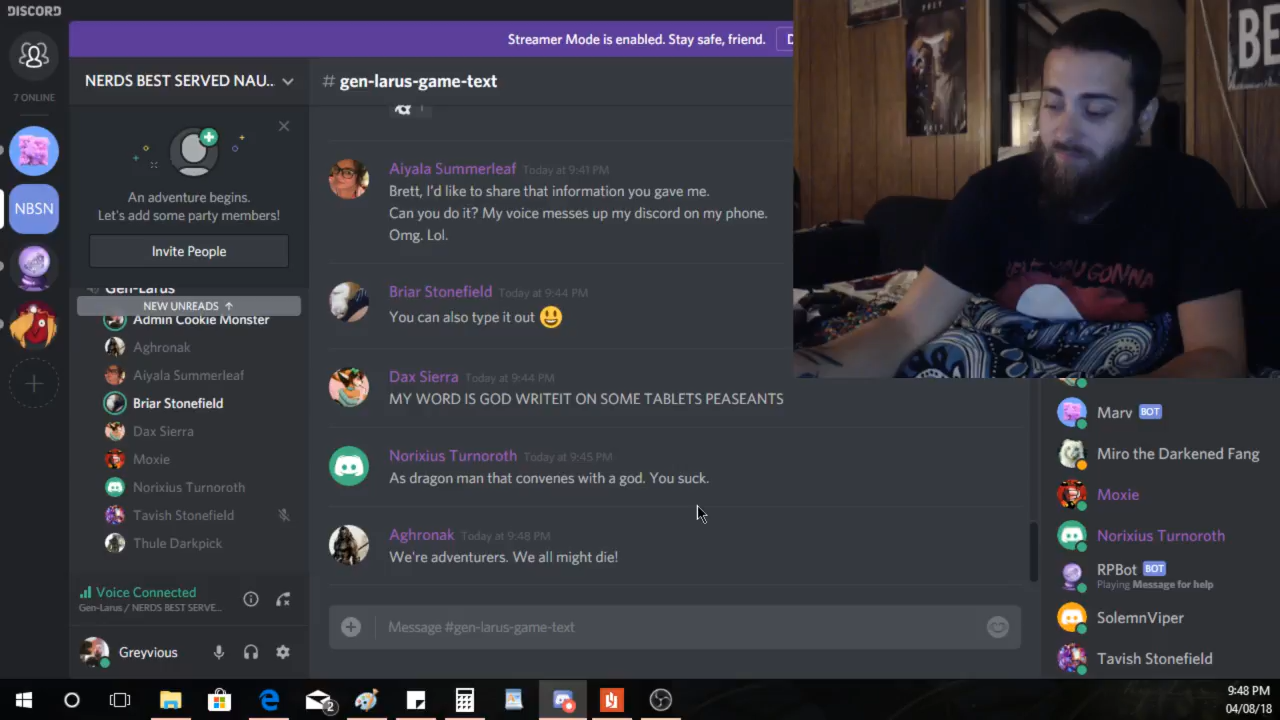 DISCORD
7 ONLINE
NBSN
NERDS BEST SERVED NAU...
An adventure begins.
Let's add some party members!
Invite People
Gen-Larus
NEW UNREADS ↑
Admin Cookie Monster
Aghronak
Aiyala Summerleaf
Briar Stonefield
Dax Sierra
Moxie
Norixius Turnoroth
Tavish Stonefield
Thule Darkpick
Voice Connected
Gen-Larus / NERDS BEST SERVE...
Greyvious
Streamer Mode is enabled. Stay safe, friend.
D
# gen-larus-game-text
1
Aiyala Summerleaf Today at 9:41 PM
Brett, I'd like to share that information you gave me.
Can you do it? My voice messes up my discord on my phone.
Omg. Lol.
Briar Stonefield Today at 9:44 PM
You can also type it out 😃
Dax Sierra Today at 9:44 PM
MY WORD IS GOD WRITEIT ON SOME TABLETS PEASEANTS
Norixius Turnoroth Today at 9:45 PM
As dragon man that convenes with a god. You suck.
Aghronak Today at 9:48 PM
We're adventurers. We all might die!
Message #gen-larus-game-text
BE
GONNA
Marv BOT
Miro the Darkened Fang
Moxie
Norixius Turnoroth
RPBot BOT
Playing Message for help
SolemnViper
Tavish Stonefield
2
9:48 PM
04/08/18